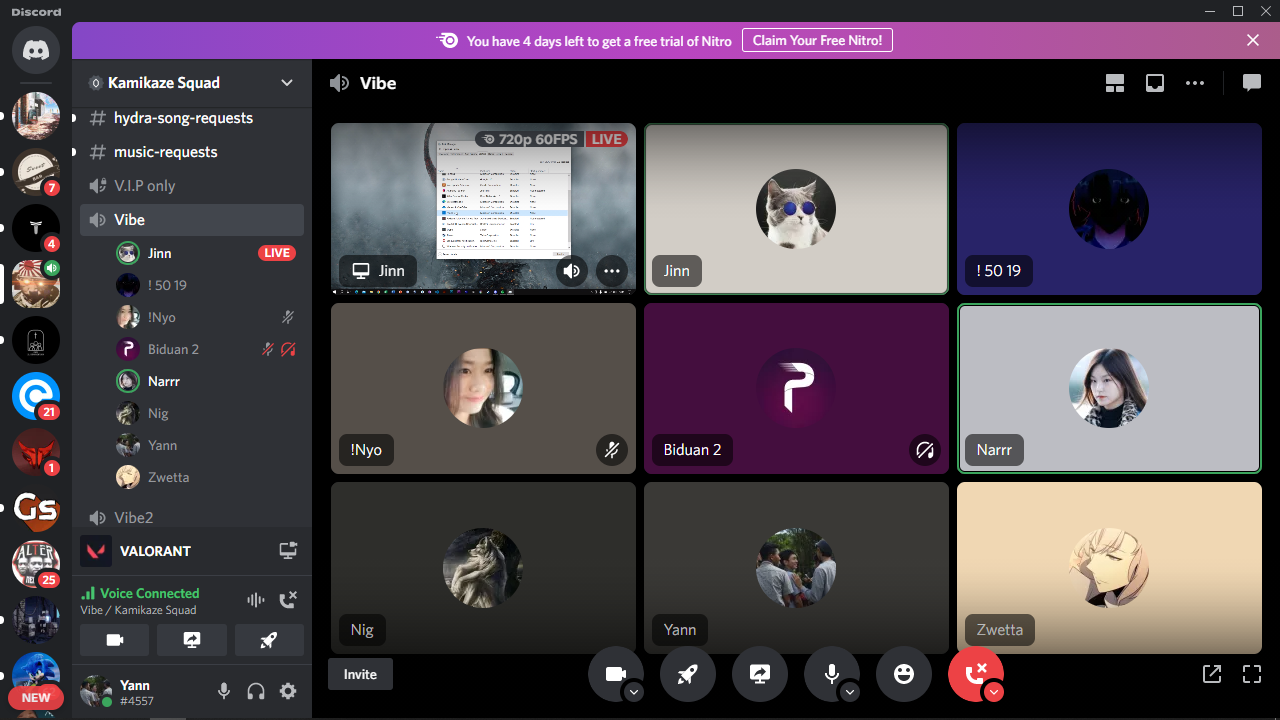 Discord
You have 4 days left to get a free trial of Nitro
Claim Your Free Nitro!
Kamikaze Squad
Vibe
hydra-song-requests
music-requests
V.I.P only
Vibe
Jinn
LIVE
! 50 19
!Nyo
Biduan 2
Narrr
Nig
Yann
Zwetta
Vibe2
VALORANT
Voice Connected
Vibe / Kamikaze Squad
Yann
#4557
7
4
21
1
Gs
25
NEW
720p 60FPS
LIVE
Jinn
Jinn
! 50 19
!Nyo
Biduan 2
Narrr
Nig
Yann
Zwetta
Invite